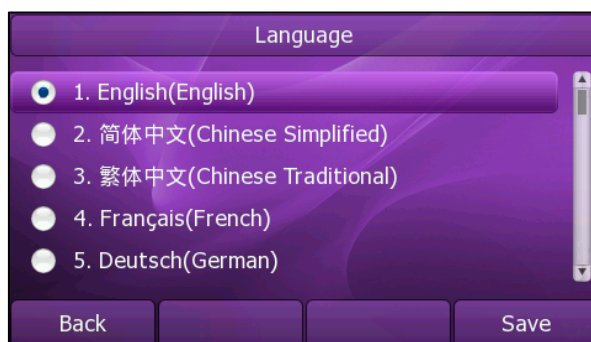 Language
1. English(English)
2. 简体中文(Chinese Simplified)
3. 繁体中文(Chinese Traditional)
4. Français(French)
5. Deutsch(German)
Back Save